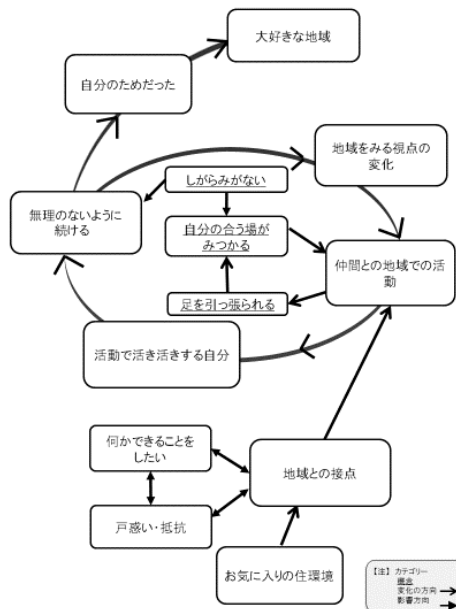 大好きな地域
自分のためだった
地域をみる視点の
変化
しがらみがない
無理のないように
続ける
自分の合う場が
みつかる
仲間との地域での活
動
足を引っ張られる
活動で活き活きする自分
何かできることを
したい
地域との接点
戸惑い・抵抗
お気に入りの住環境
【注】 カテゴリー
概念
変化の方向
影響方向